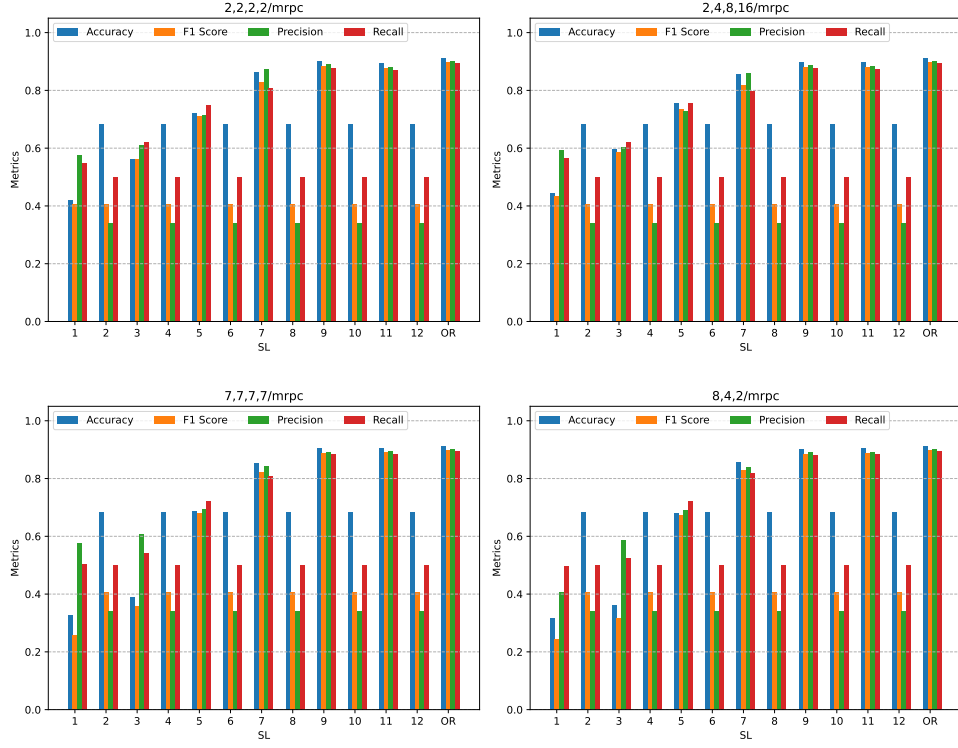 2,2,2,2/mrpc
Accuracy F1 Score Precision Recall
1.0
0.8
0.6
0.4
0.2
0.0
Metrics
1 2 3 4 5 6 7 8 9 10 11 12 OR
SL
2,4,8,16/mrpc
Accuracy F1 Score Precision Recall
1.0
0.8
0.6
0.4
0.2
0.0
Metrics
1 2 3 4 5 6 7 8 9 10 11 12 OR
SL
7,7,7,7/mrpc
Accuracy F1 Score Precision Recall
1.0
0.8
0.6
0.4
0.2
0.0
Metrics
1 2 3 4 5 6 7 8 9 10 11 12 OR
SL
8,4,2/mrpc
Accuracy F1 Score Precision Recall
1.0
0.8
0.6
0.4
0.2
0.0
Metrics
1 2 3 4 5 6 7 8 9 10 11 12 OR
SL